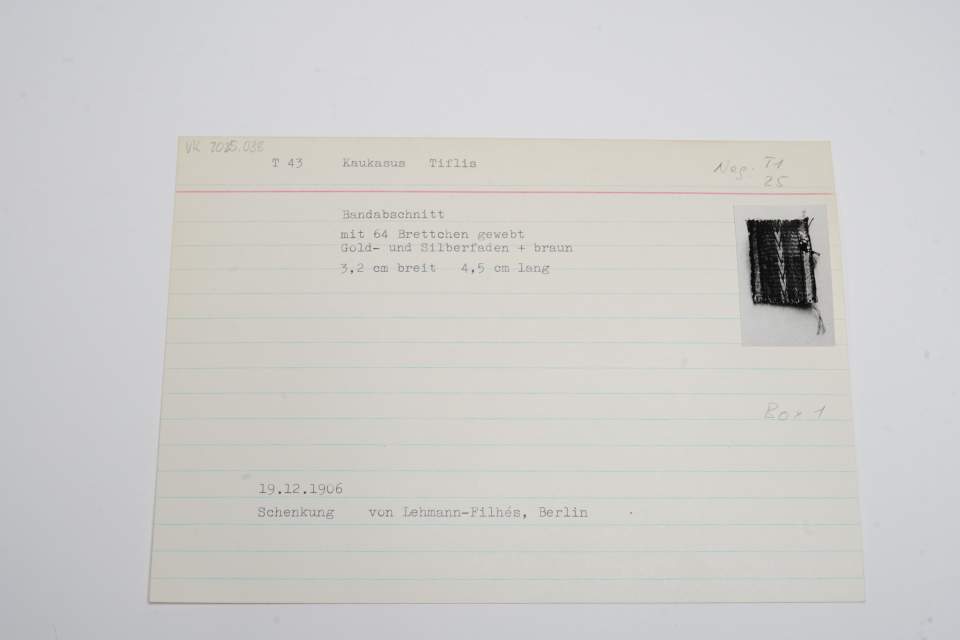 VK 7025.038
T 43 Kaukasus Tiflis
Neg. T1
25
Bandabschnitt
mit 64 Brettchen gewebt
Gold- und Silberfaden + braun
3,2 cm breit 4,5 cm lang
Box 1
19.12.1906
Schenkung von Lehmann-Filhés, Berlin